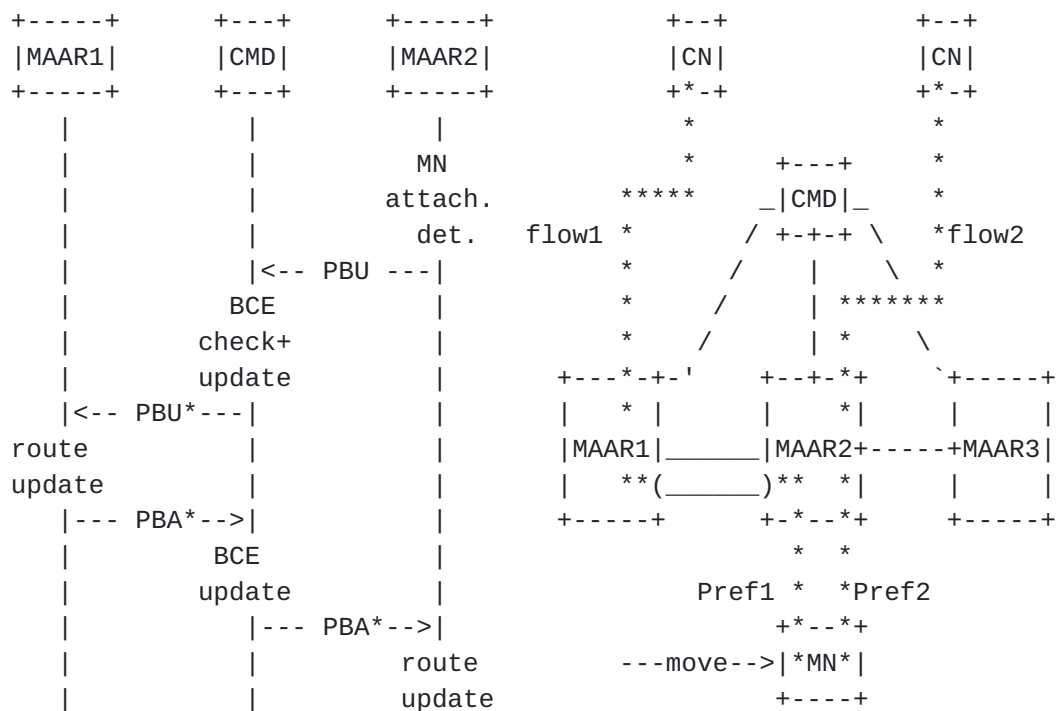 +-----+      +---+      +-----+           +--+            +--+
|MAAR1|      |CMD|      |MAAR2|           |CN|            |CN|
+-----+      +---+      +-----+           +*-+            +*-+
   |           |           |               *               *
   |           |          MN               *     +---+     *
   |           |        attach.        *****    _|CMD|_    *
   |           |          det.   flow1 *       / +-+-+ \   *flow2
   |           |<-- PBU ---|           *      /    |    \  *
   |          BCE          |           *     /     | *******
   |        check+         |           *    /      | *    \
   |        update         |       +---*-+-'    +--+-*+    `+-----+
   |<-- PBU*---|           |       |   * |      |    *|     |     |
route          |           |       |MAAR1|______|MAAR2+-----+MAAR3|
update         |           |       |   **(______)**  *|     |     |
   |--- PBA*-->|           |       +-----+      +-*--*+     +-----+
   |         BCE           |                      *  *
   |        update         |                Pref1 *  *Pref2
   |           |--- PBA*-->|                     +*--*+
   |           |         route         ---move-->|*MN*|
   |           |         update                  +----+